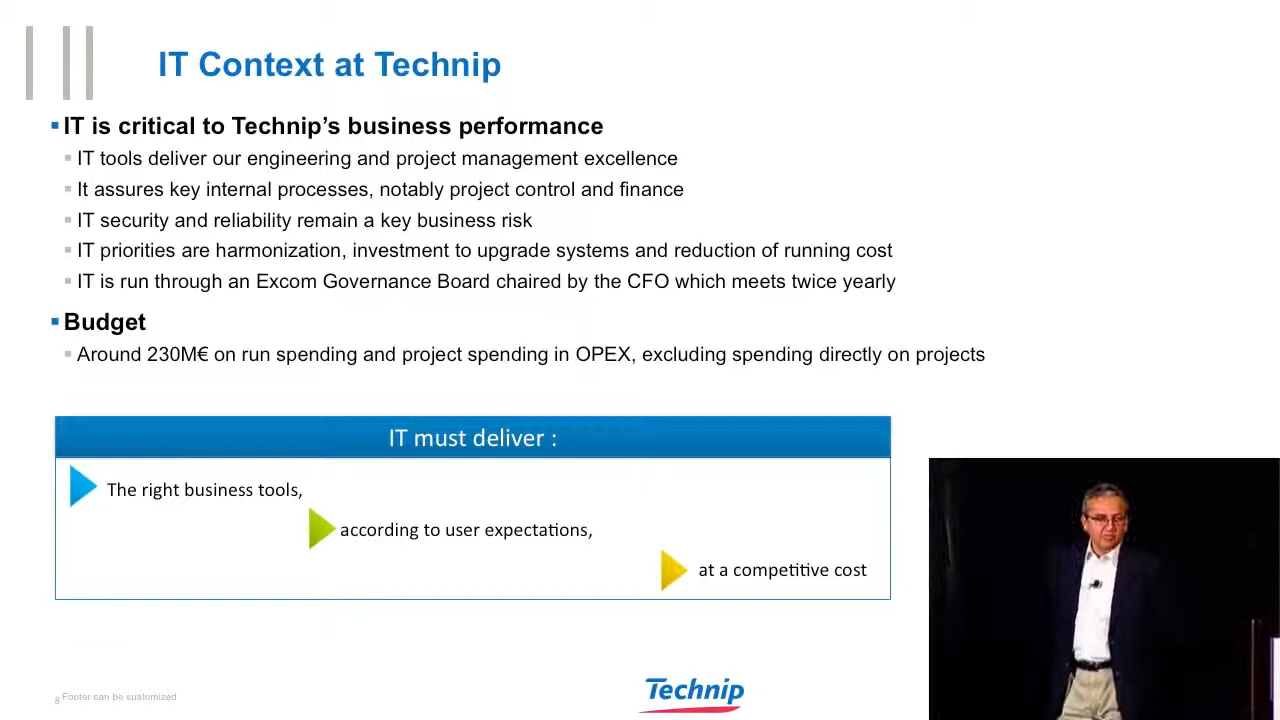 IT Context at Technip
IT is critical to Technip’s business performance
IT tools deliver our engineering and project management excellence
It assures key internal processes, notably project control and finance
IT security and reliability remain a key business risk
IT priorities are harmonization, investment to upgrade systems and reduction of running cost
IT is run through an Excom Governance Board chaired by the CFO which meets twice yearly
Budget
Around 230M€ on run spending and project spending in OPEX, excluding spending directly on projects
IT must deliver :
The right business tools,
according to user expectations,
at a competitive cost
8 Footer can be customized
Technip